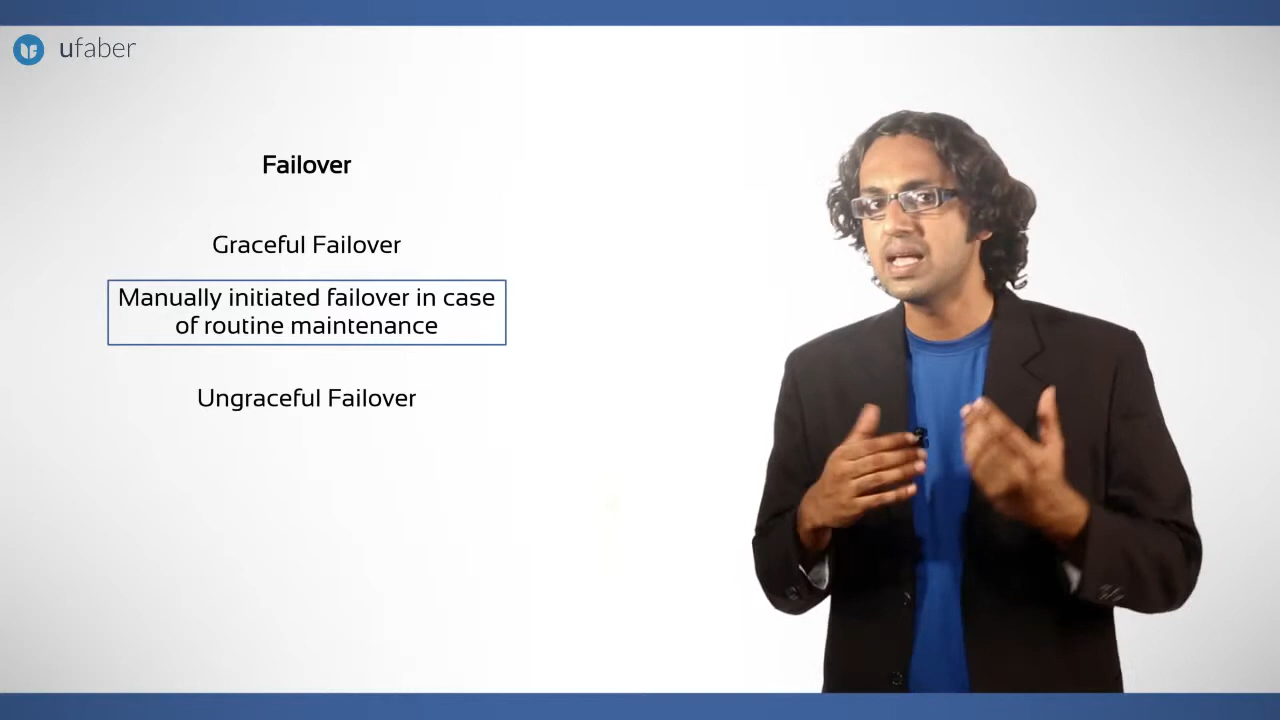 ufaber
Failover
Graceful Failover
Manually initiated failover in case
of routine maintenance
Ungraceful Failover